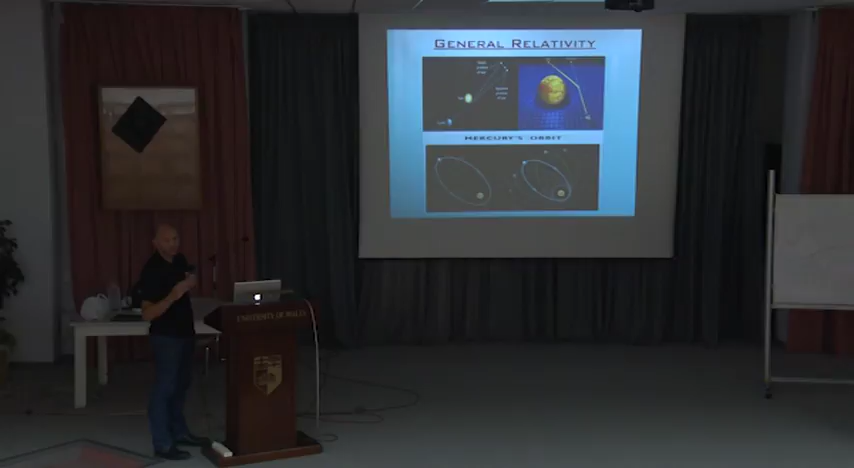 GENERAL RELATIVITY
MERCURY'S ORBIT
UNIVERSITY OF MALTA